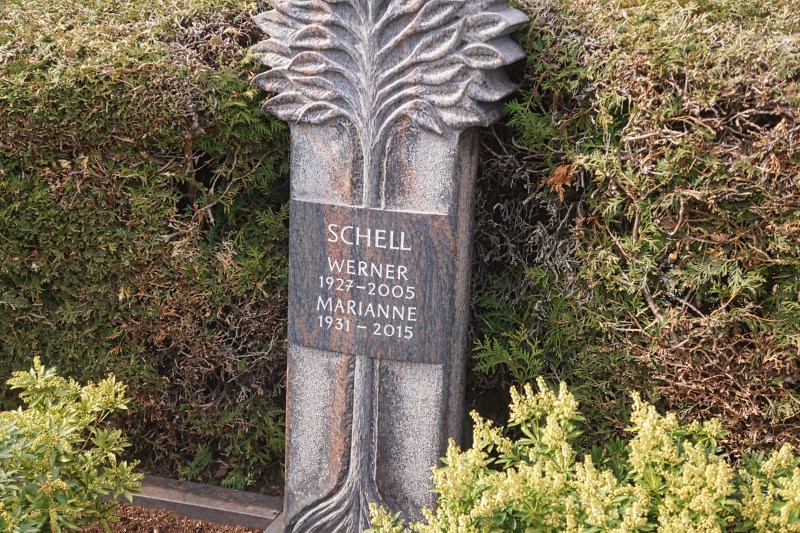 SCHELL
WERNER
1927–2005
MARIANNE
1931 – 2015